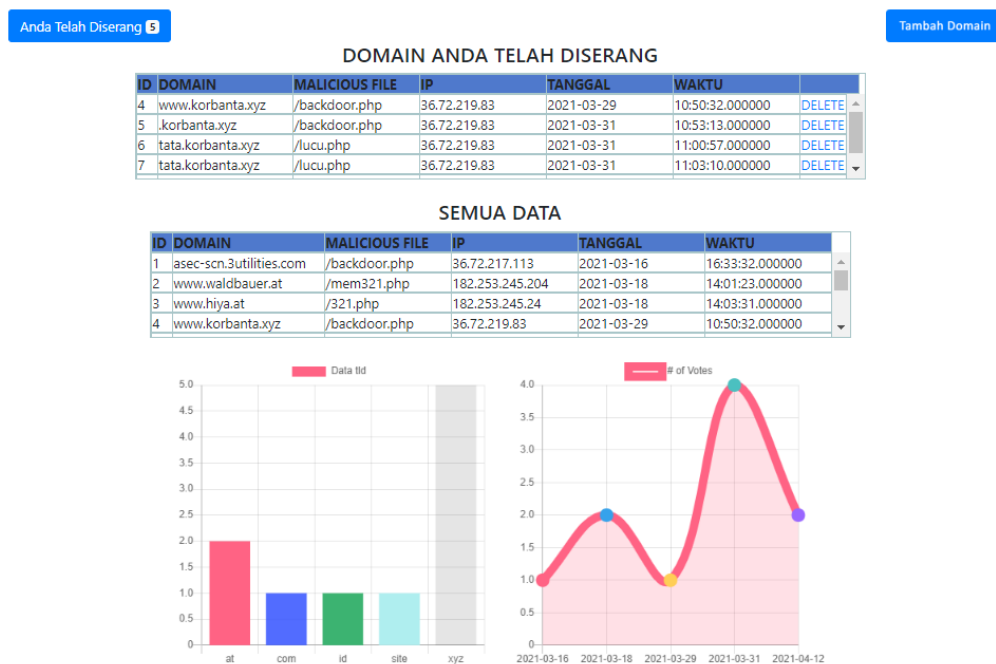 Anda Telah Diserang 5
Tambah Domain
DOMAIN ANDA TELAH DISERANG
ID DOMAIN MALICIOUS FILE IP TANGGAL WAKTU
4 www.korbanta.xyz /backdoor.php 36.72.219.83 2021-03-29 10:50:32.000000 DELETE
5 .korbanta.xyz /backdoor.php 36.72.219.83 2021-03-31 10:53:13.000000 DELETE
6 tata.korbanta.xyz /lucu.php 36.72.219.83 2021-03-31 11:00:57.000000 DELETE
7 tata.korbanta.xyz /lucu.php 36.72.219.83 2021-03-31 11:03:10.000000 DELETE
SEMUA DATA
ID DOMAIN MALICIOUS FILE IP TANGGAL WAKTU
1 asec-scn.3utilities.com /backdoor.php 36.72.217.113 2021-03-16 16:33:32.000000
2 www.waldbauer.at /mem321.php 182.253.245.204 2021-03-18 14:01:23.000000
3 www.hiya.at /321.php 182.253.245.24 2021-03-18 14:03:31.000000
4 www.korbanta.xyz /backdoor.php 36.72.219.83 2021-03-29 10:50:32.000000
Data tld
5.0
4.5
4.0
3.5
3.0
2.5
2.0
1.5
1.0
0.5
0
at com id site xyz
# of Votes
4.0
3.5
3.0
2.5
2.0
1.5
1.0
0.5
0
2021-03-16 2021-03-18 2021-03-29 2021-03-31 2021-04-12